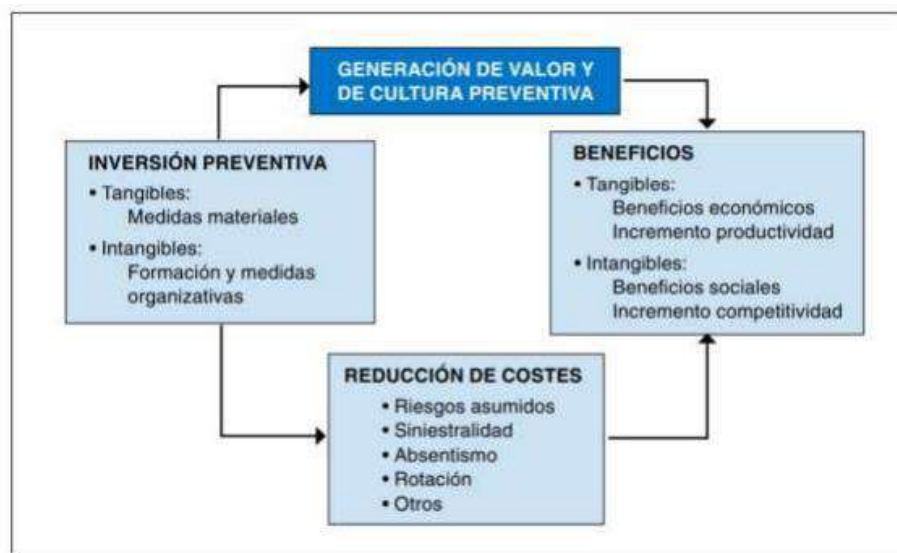 GENERACIÓN DE VALOR Y
DE CULTURA PREVENTIVA
INVERSIÓN PREVENTIVA
• Tangibles:
Medidas materiales
• Intangibles:
Formación y medidas
organizativas
BENEFICIOS
• Tangibles:
Beneficios económicos
Incremento productividad
• Intangibles:
Beneficios sociales
Incremento competitividad
REDUCCIÓN DE COSTES
• Riesgos asumidos
• Siniestralidad
• Absentismo
• Rotación
• Otros